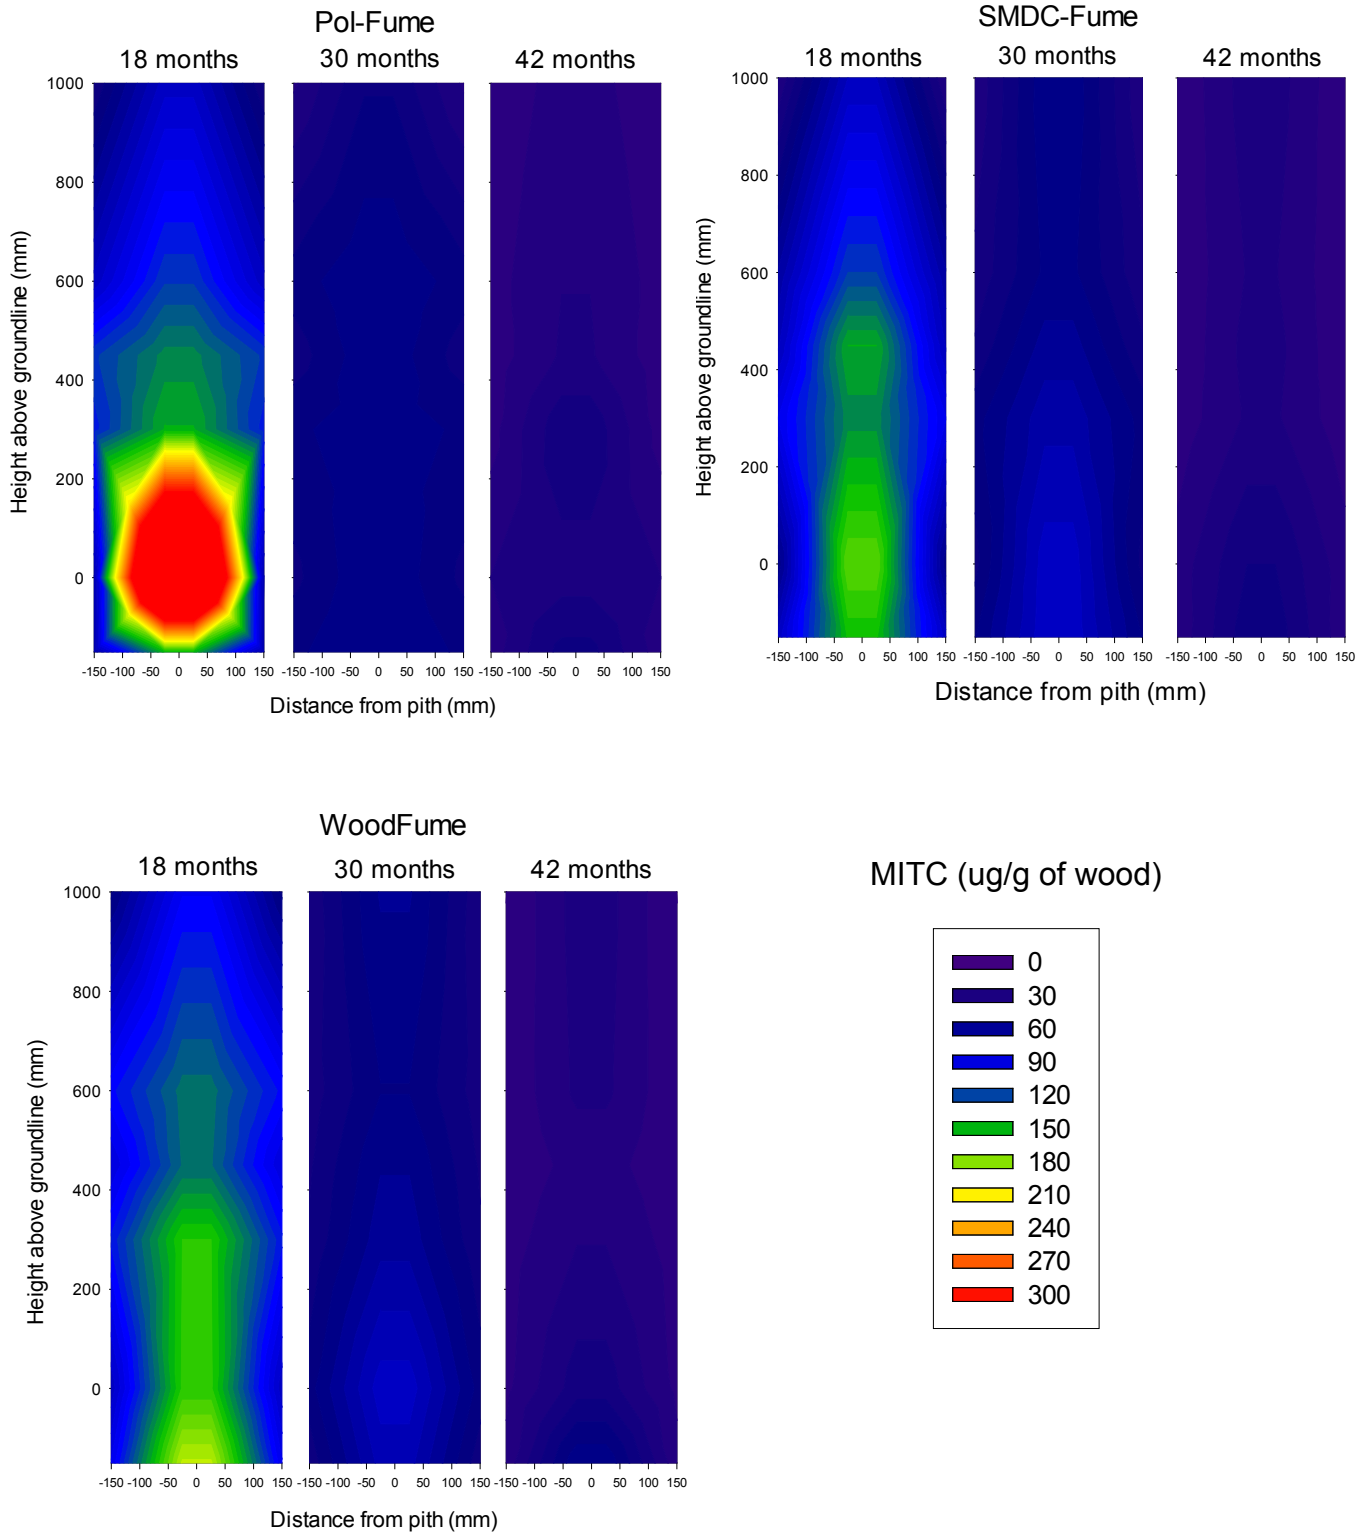 Pol-Fume
18 months 30 months 42 months
Height above groundline (mm)
1000
800
600
400
200
0
-150 -100 -50 0 50 100 150 -150 -100 -50 0 50 100 150 -150 -100 -50 0 50 100 150
Distance from pith (mm)
SMDC-Fume
18 months 30 months 42 months
Height above groundline (mm)
1000
800
600
400
200
0
-150 -100 -50 0 50 100 150 -150 -100 -50 0 50 100 150 -150 -100 -50 0 50 100 150
Distance from pith (mm)
WoodFume
18 months 30 months 42 months
Height above groundline (mm)
1000
800
600
400
200
0
-150 -100 -50 0 50 100 150 -150 -100 -50 0 50 100 150 -150 -100 -50 0 50 100 150
Distance from pith (mm)
MITC (ug/g of wood)
0
30
60
90
120
150
180
210
240
270
300